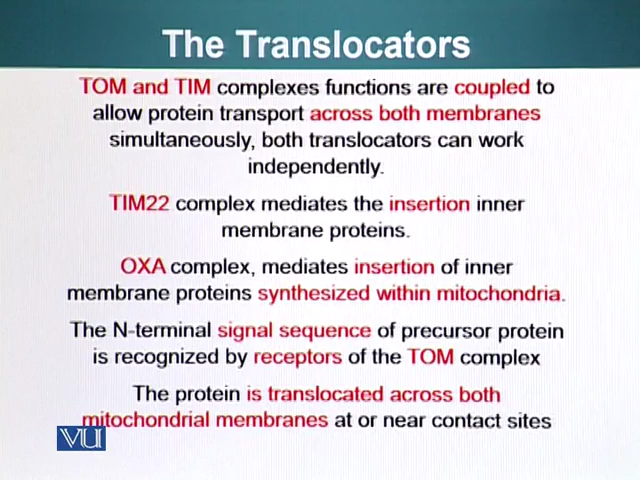 The Translocators
TOM and TIM complexes functions are coupled to
allow protein transport across both membranes
simultaneously, both translocators can work
independently.
TIM22 complex mediates the insertion inner
membrane proteins.
OXA complex, mediates insertion of inner
membrane proteins synthesized within mitochondria.
The N-terminal signal sequence of precursor protein
is recognized by receptors of the TOM complex
The protein is translocated across both
mitochondrial membranes at or near contact sites
VU